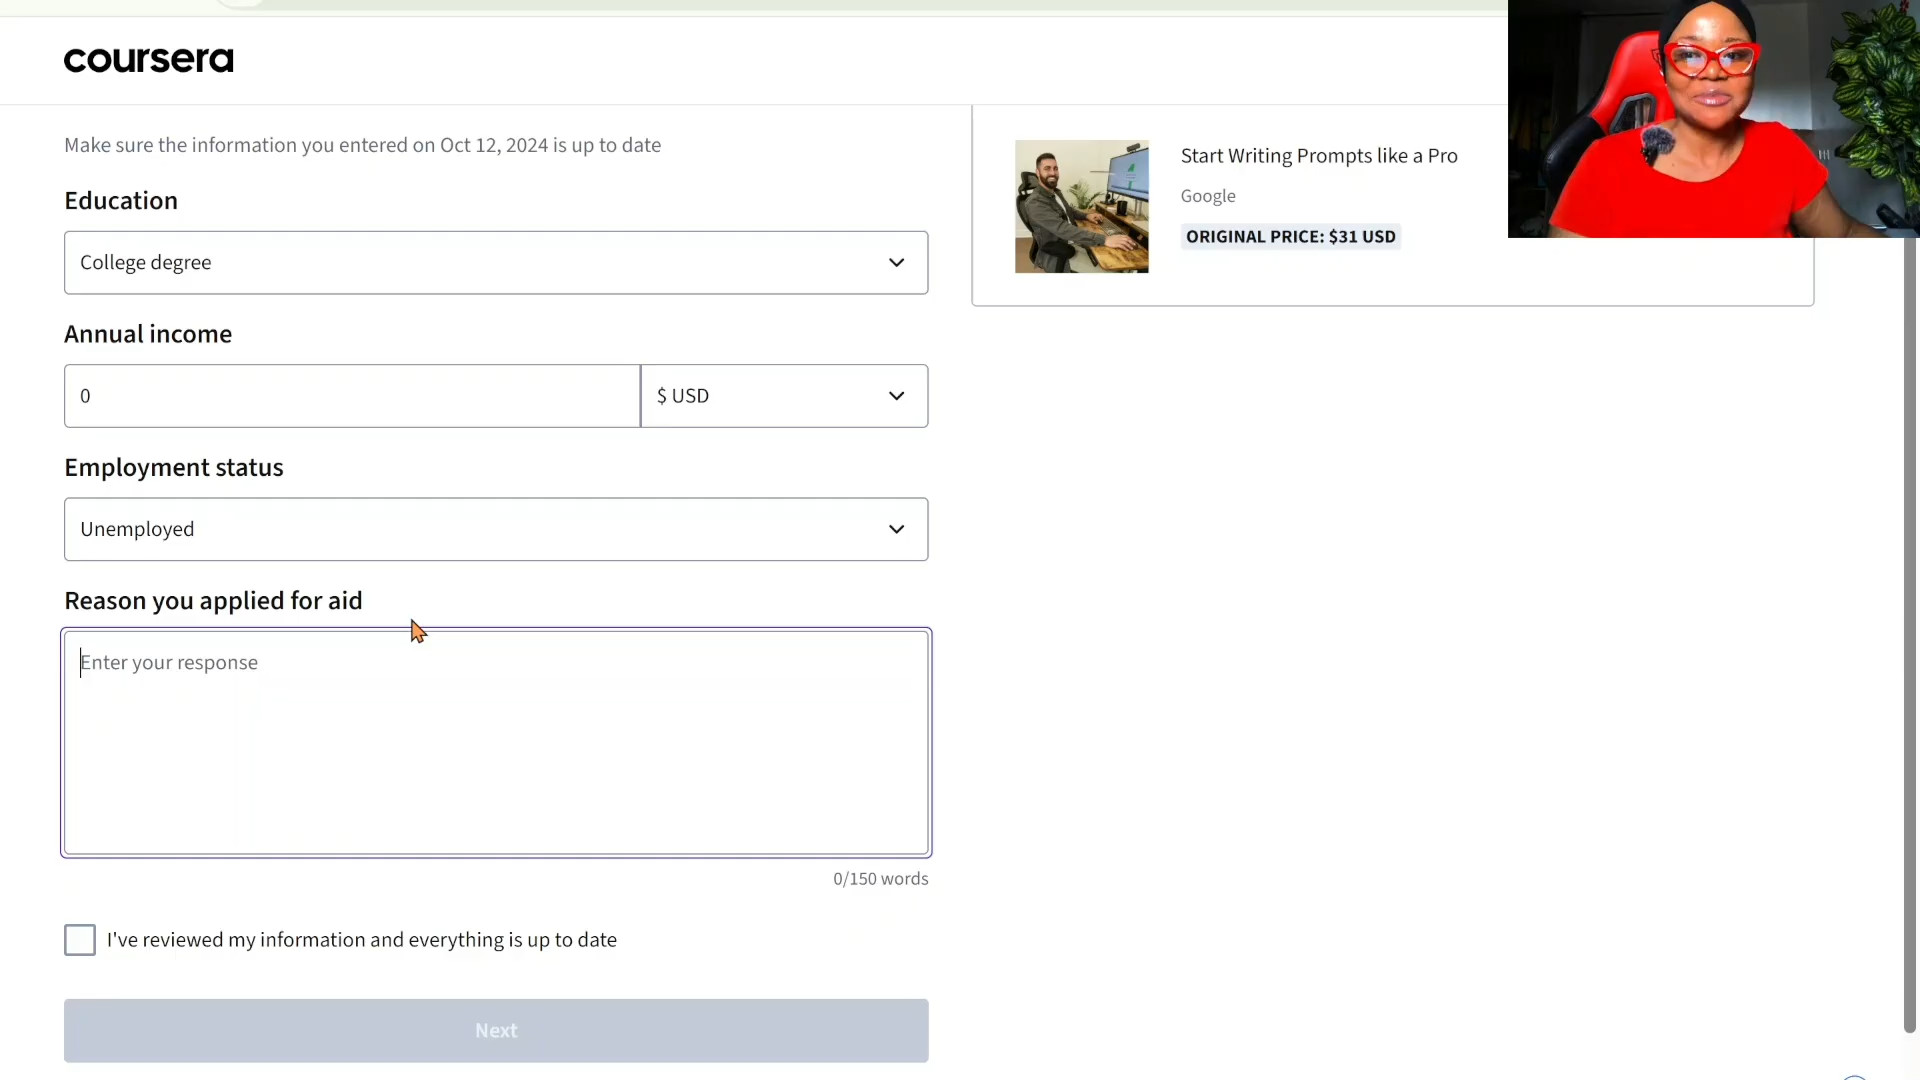 coursera
Make sure the information you entered on Oct 12, 2024 is up to date
Education
College degree
Annual income
0
$ USD
Employment status
Unemployed
Reason you applied for aid
Enter your response
0/150 words
I've reviewed my information and everything is up to date
Next
Start Writing Prompts like a Pro
Google
ORIGINAL PRICE: $31 USD